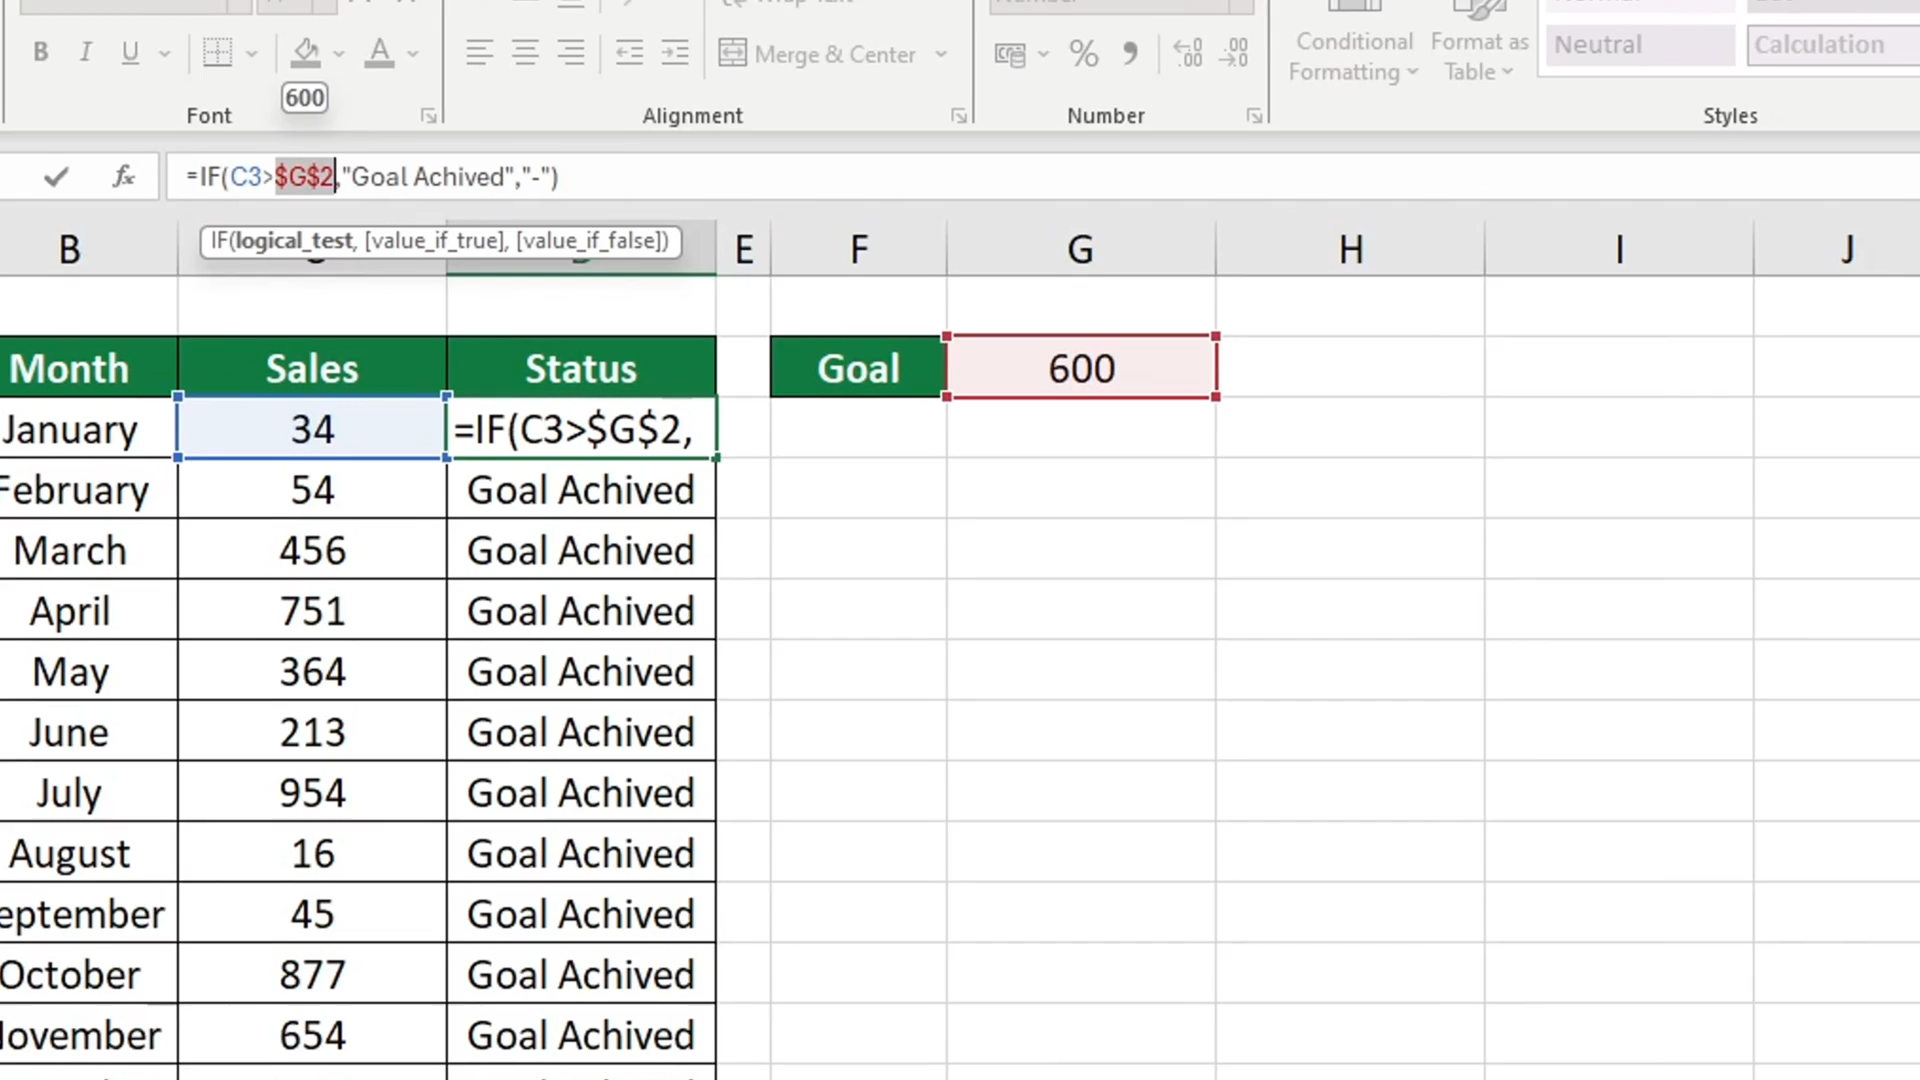 B I U A
Merge & Center
% 9
Conditional Formatting
Format as Table
Neutral
Calculation
600
Font
Alignment
Number
Styles
fx
=IF(C3>$G$2,"Goal Achived","-")
IF(logical_test, [value_if_true], [value_if_false])
B E F G H I J
Month Sales Status Goal 600
January 34 =IF(C3>$G$2,
February 54 Goal Achived
March 456 Goal Achived
April 751 Goal Achived
May 364 Goal Achived
June 213 Goal Achived
July 954 Goal Achived
August 16 Goal Achived
eptember 45 Goal Achived
October 877 Goal Achived
ovember 654 Goal Achived